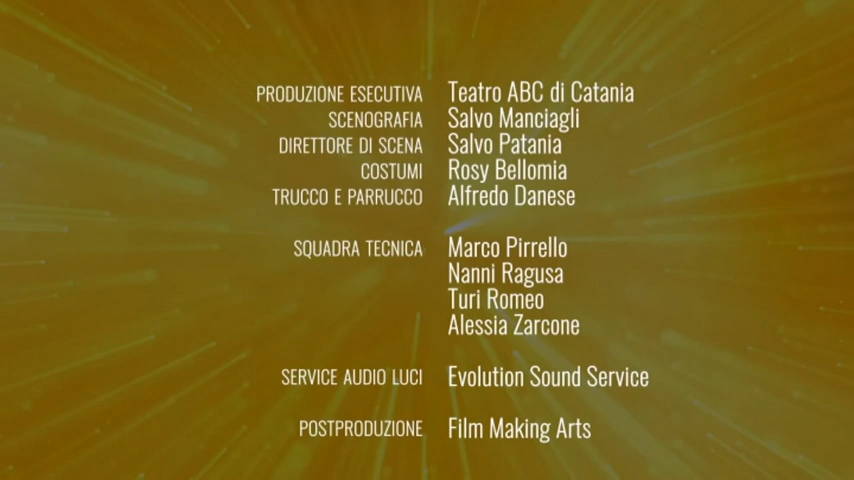 PRODUZIONE ESECUTIVA Teatro ABC di Catania
SCENOGRAFIA Salvo Manciagli
DIRETTORE DI SCENA Salvo Patania
COSTUMI Rosy Bellomia
TRUCCO E PARRUCCO Alfredo Danese
SQUADRA TECNICA Marco Pirrello
Nanni Ragusa
Turi Romeo
Alessia Zarcone
SERVICE AUDIO LUCI Evolution Sound Service
POSTPRODUZIONE Film Making Arts